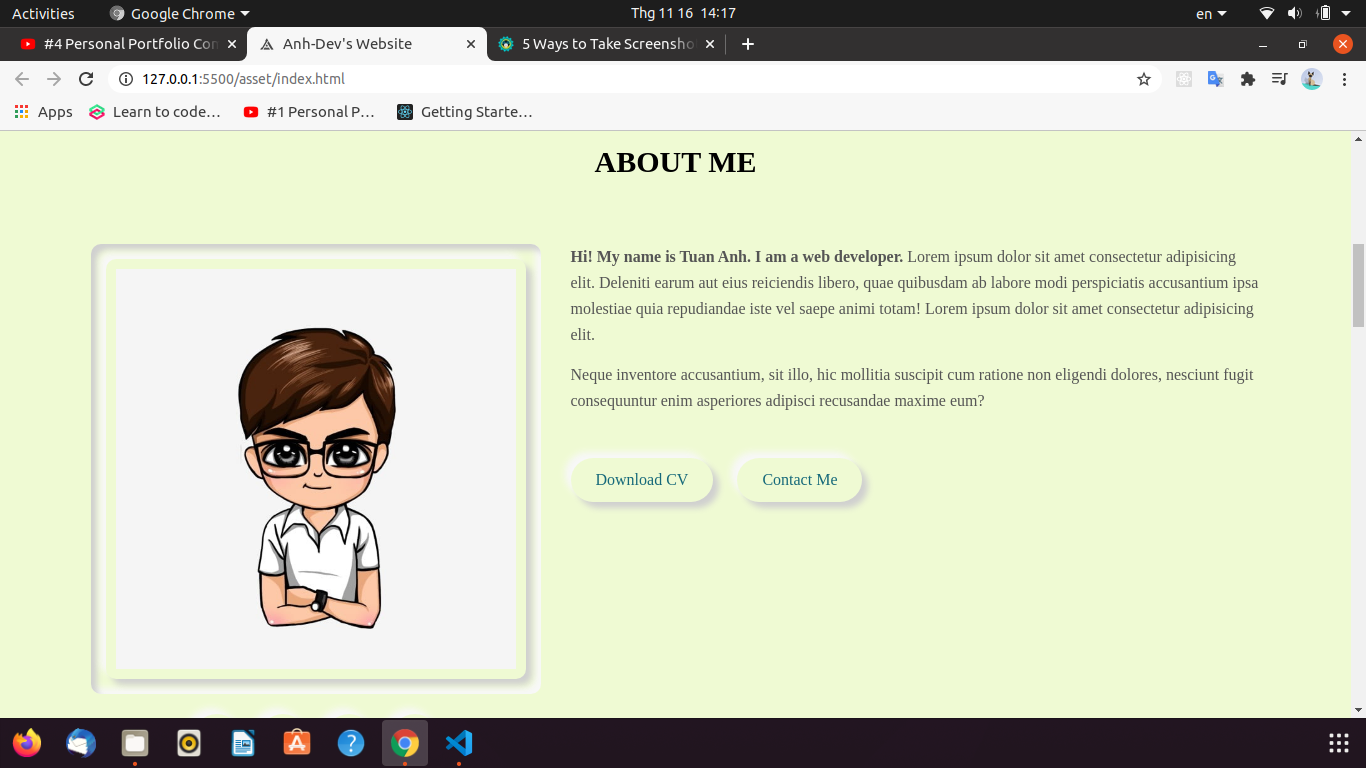 Activities
Google Chrome
Thg 11 16 14:17
en
#4 Personal Portfolio Con
Anh-Dev's Website
5 Ways to Take Screensho
127.0.0.1:5500/asset/index.html
Apps
Learn to code…
#1 Personal P…
Getting Starte…
ABOUT ME
Hi! My name is Tuan Anh. I am a web developer. Lorem ipsum dolor sit amet consectetur adipisicing
elit. Deleniti earum aut eius reiciendis libero, quae quibusdam ab labore modi perspiciatis accusantium ipsa
molestiae quia repudiandae iste vel saepe animi totam! Lorem ipsum dolor sit amet consectetur adipisicing
elit.
Neque inventore accusantium, sit illo, hic mollitia suscipit cum ratione non eligendi dolores, nesciunt fugit
consequuntur enim asperiores adipisci recusandae maxime eum?
Download CV
Contact Me